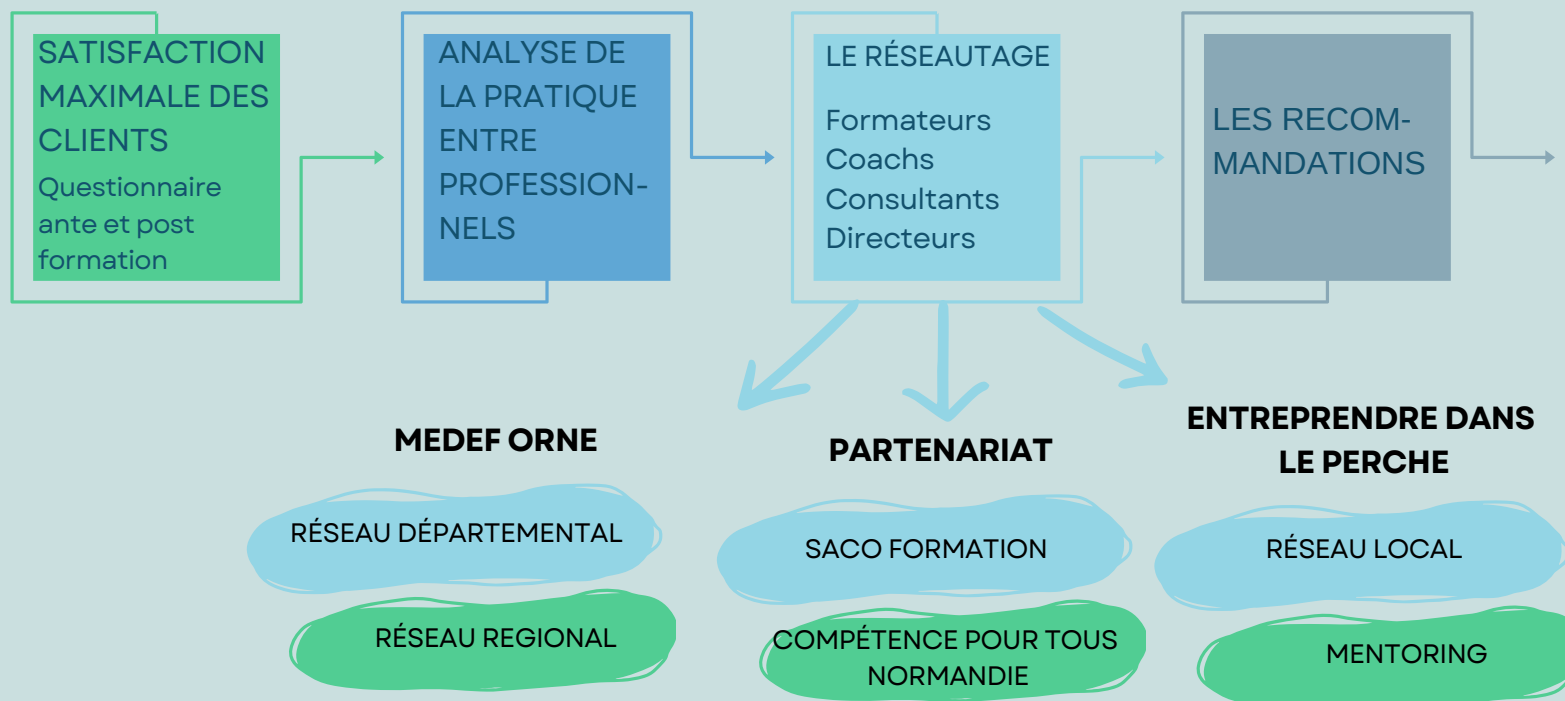 SATISFACTION
MAXIMALE DES
CLIENTS
Questionnaire
ante et post
formation
ANALYSE DE
LA PRATIQUE
ENTRE
PROFESSION-
NELS
LE RÉSEAUTAGE
Formateurs
Coachs
Consultants
Directeurs
LES RECOM-
MANDATIONS
MEDEF ORNE
RÉSEAU DÉPARTEMENTAL
RÉSEAU REGIONAL
PARTENARIAT
SACO FORMATION
COMPÉTENCE POUR TOUS
NORMANDIE
ENTREPRENDRE DANS
LE PERCHE
RÉSEAU LOCAL
MENTORING